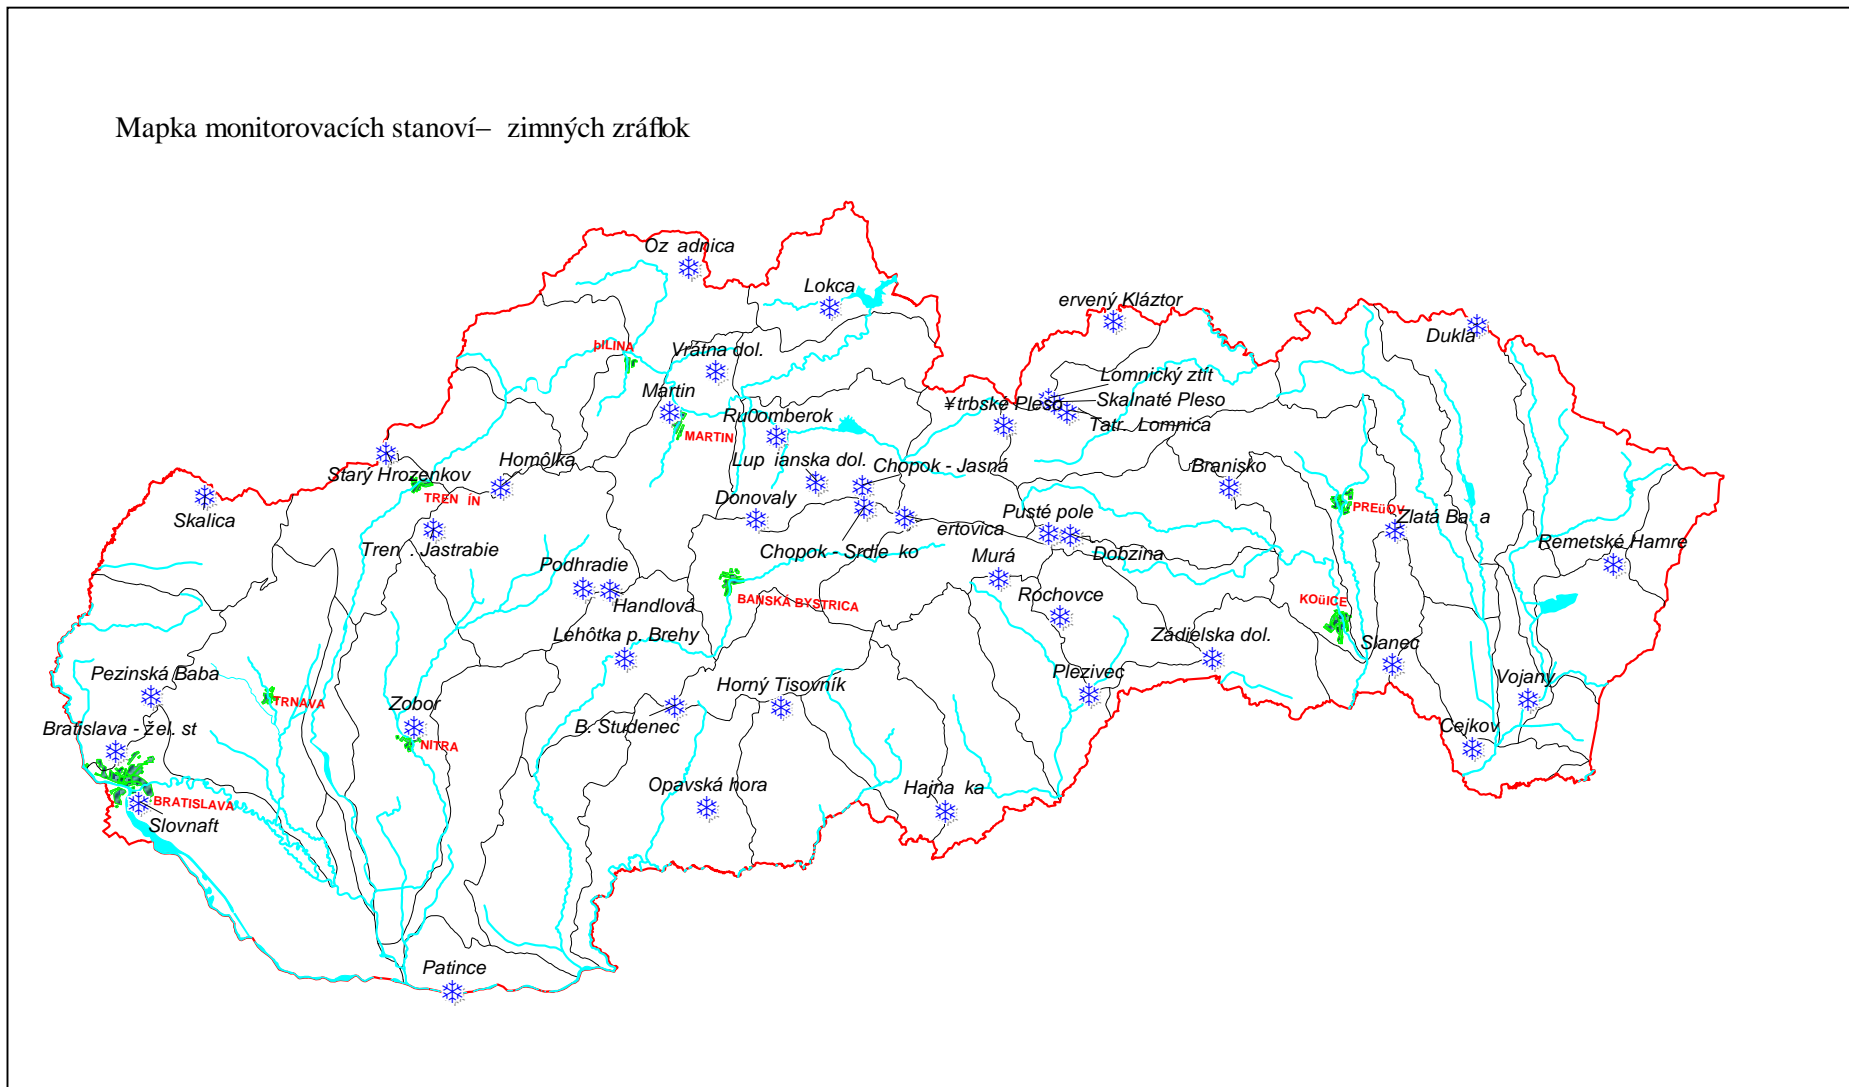 Mapka monitorovacích stanoví– zimných zráflok
Oz adnica
Lokca
ervený Kláztor
Dukla
þILINA
Vrátna dol.
Lomnický ztít
Skalnaté Pleso
Martin
¥trbské Pleso
Ru0omberok
Tatr. Lomnica
MARTIN
Lup ianska dol.
Chopok - Jasná
Branisko
Homôlka
Starý Hrozenkov
TREN ÍN
Skalica
Donovaly
PREüOV
Zlatá Ba a
Pusté pole
ertovica
Remetské Hamre
Tren . Jastrabie
Chopok - Srdie ko
Murá
Dobzina
Podhradie
Handlová
BANSKÁ BYSTRICA
Rochovce
KOüICE
Lehôtka p. Brehy
Zádielska dol.
Slanec
Pezinská Baba
Plezivec
Vojany
TRNAVA
Zobor
Horný Tisovník
B. Studenec
Bratislava - žel. st
NITRA
Cejkov
Opavská hora
Hajna ka
BRATISLAVA
Slovnaft
Patince